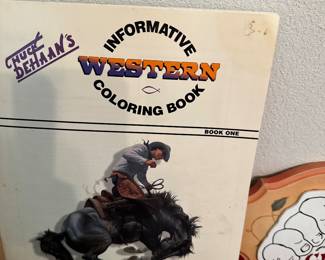 CHUCK
DEHAAN'S
INFORMATIVE
WESTERN
COLORING BOOK
BOOK ONE